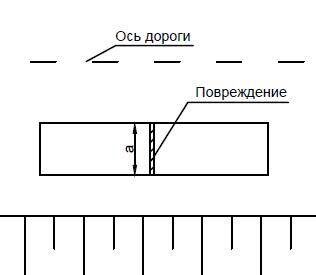 Ось дороги
Повреждение
a